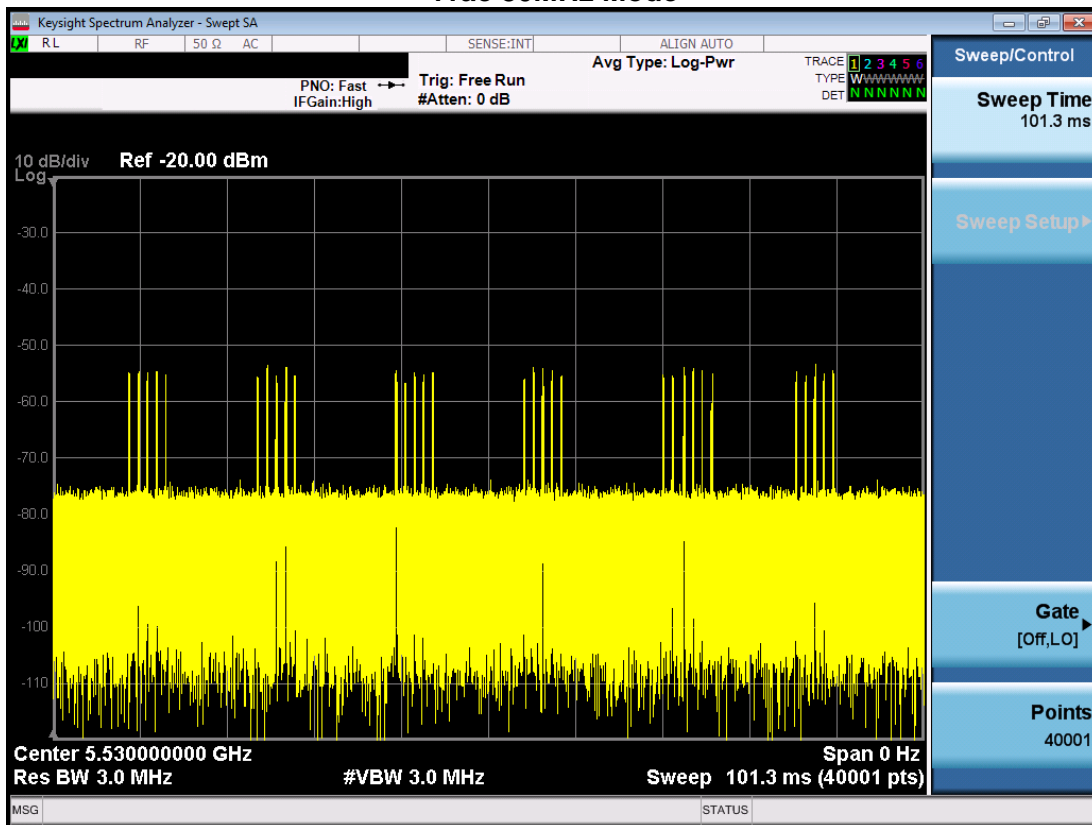 Keysight Spectrum Analyzer - Swept SA
LXI RL RF 50 Ω AC SENSE:INT ALIGN AUTO
Avg Type: Log-Pwr
TRACE 1 2 3 4 5 6
TYPE WWWWWW
DET N N N N N N
PNO: Fast
IFGain:High
Trig: Free Run
#Atten: 0 dB
10 dB/div Ref -20.00 dBm
Log
-30.0
-40.0
-50.0
-60.0
-70.0
-80.0
-90.0
-100
-110
Center 5.530000000 GHz Span 0 Hz
Res BW 3.0 MHz #VBW 3.0 MHz Sweep 101.3 ms (40001 pts)
MSG STATUS
Sweep/Control
Sweep Time
101.3 ms
Sweep Setup
Gate
[Off,LO]
Points
40001